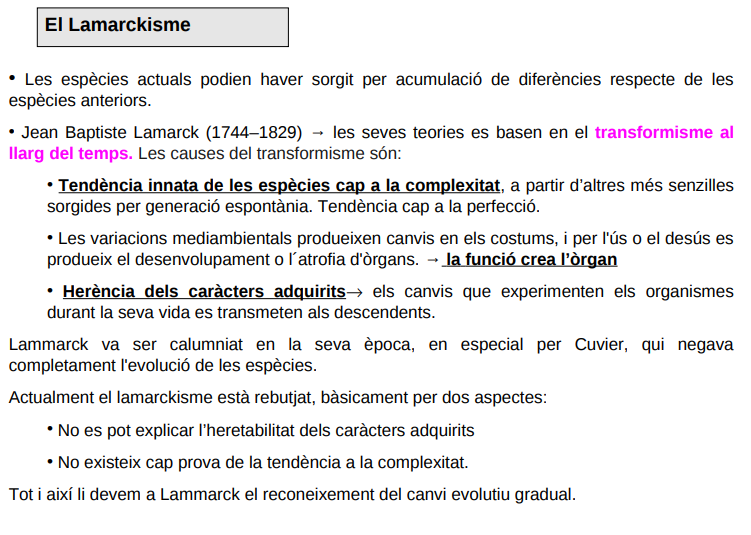 El Lamarckisme
• Les espècies actuals podien haver sorgit per acumulació de diferències respecte de les
espècies anteriors.
• Jean Baptiste Lamarck (1744–1829) → les seves teories es basen en el transformisme al
llarg del temps. Les causes del transformisme són:
• Tendència innata de les espècies cap a la complexitat, a partir d’altres més senzilles
sorgides per generació espontània. Tendència cap a la perfecció.
• Les variacions mediambientals produeixen canvis en els costums, i per l'ús o el desús es
produeix el desenvolupament o l´atrofia d'òrgans. → la funció crea l’òrgan
• Herència dels caràcters adquirits→ els canvis que experimenten els organismes
durant la seva vida es transmeten als descendents.
Lammarck va ser calumniat en la seva època, en especial per Cuvier, qui negava
completament l'evolució de les espècies.
Actualment el lamarckisme està rebutjat, bàsicament per dos aspectes:
• No es pot explicar l’heretabilitat dels caràcters adquirits
• No existeix cap prova de la tendència a la complexitat.
Tot i així li devem a Lammarck el reconeixement del canvi evolutiu gradual.